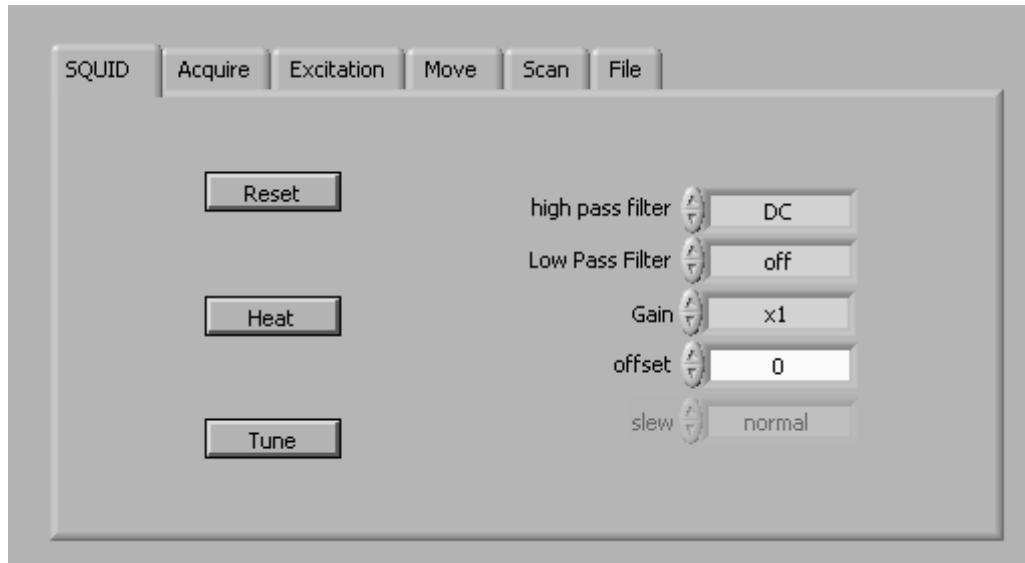 SQUID Acquire Excitation Move Scan File
Reset
high pass filter DC
Low Pass Filter off
Heat
Gain x1
offset 0
slew normal
Tune